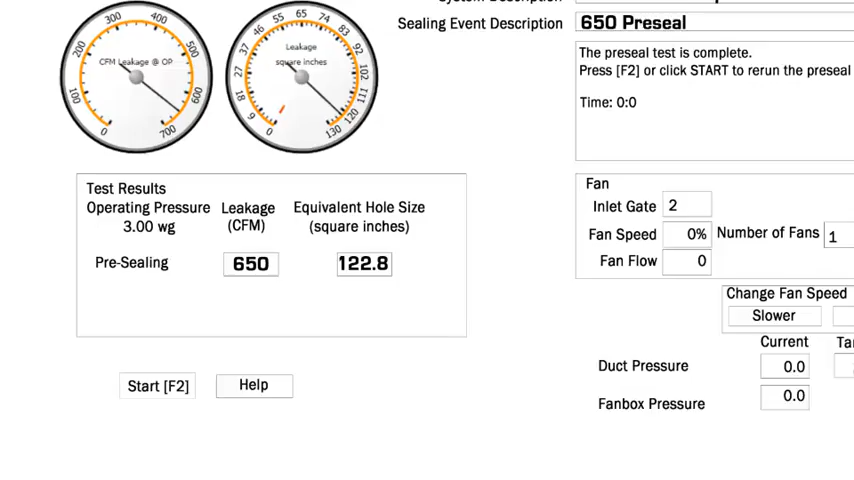 Sealing Event Description
650 Preseal
The preseal test is complete.
Press [F2] or click START to rerun the preseal
Time: 0:0
CFM Leakage @ OP
0
100
200
300
400
500
600
700
Leakage
square inches
0
9
18
27
37
46
55
65
74
83
92
102
111
120
130
Test Results
Operating Pressure
3.00 wg
Leakage
(CFM)
Equivalent Hole Size
(square inches)
Pre-Sealing
650
122.8
Start [F2]
Help
Fan
Inlet Gate 2
Fan Speed 0%
Number of Fans 1
Fan Flow 0
Change Fan Speed
Slower
Current
Duct Pressure 0.0
Fanbox Pressure 0.0